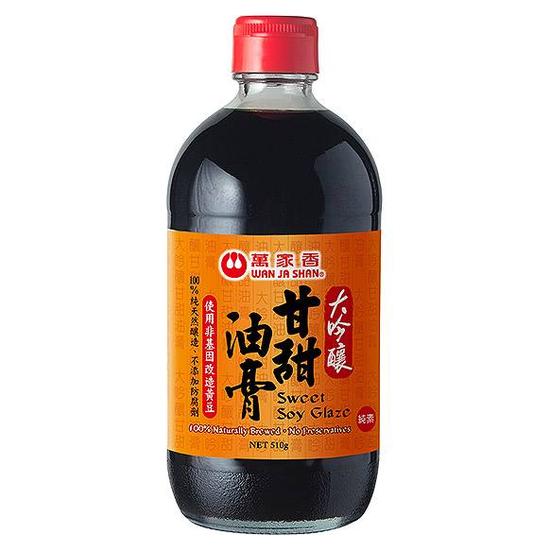 萬家香
WAN JA SHAN®
大吟釀
甘甜
油膏
Sweet
Soy Glaze
使用非基因改造黃豆
100%純天然釀造、不添加防腐劑
純素
100% Naturally Brewed • No Preservatives
NET 510g